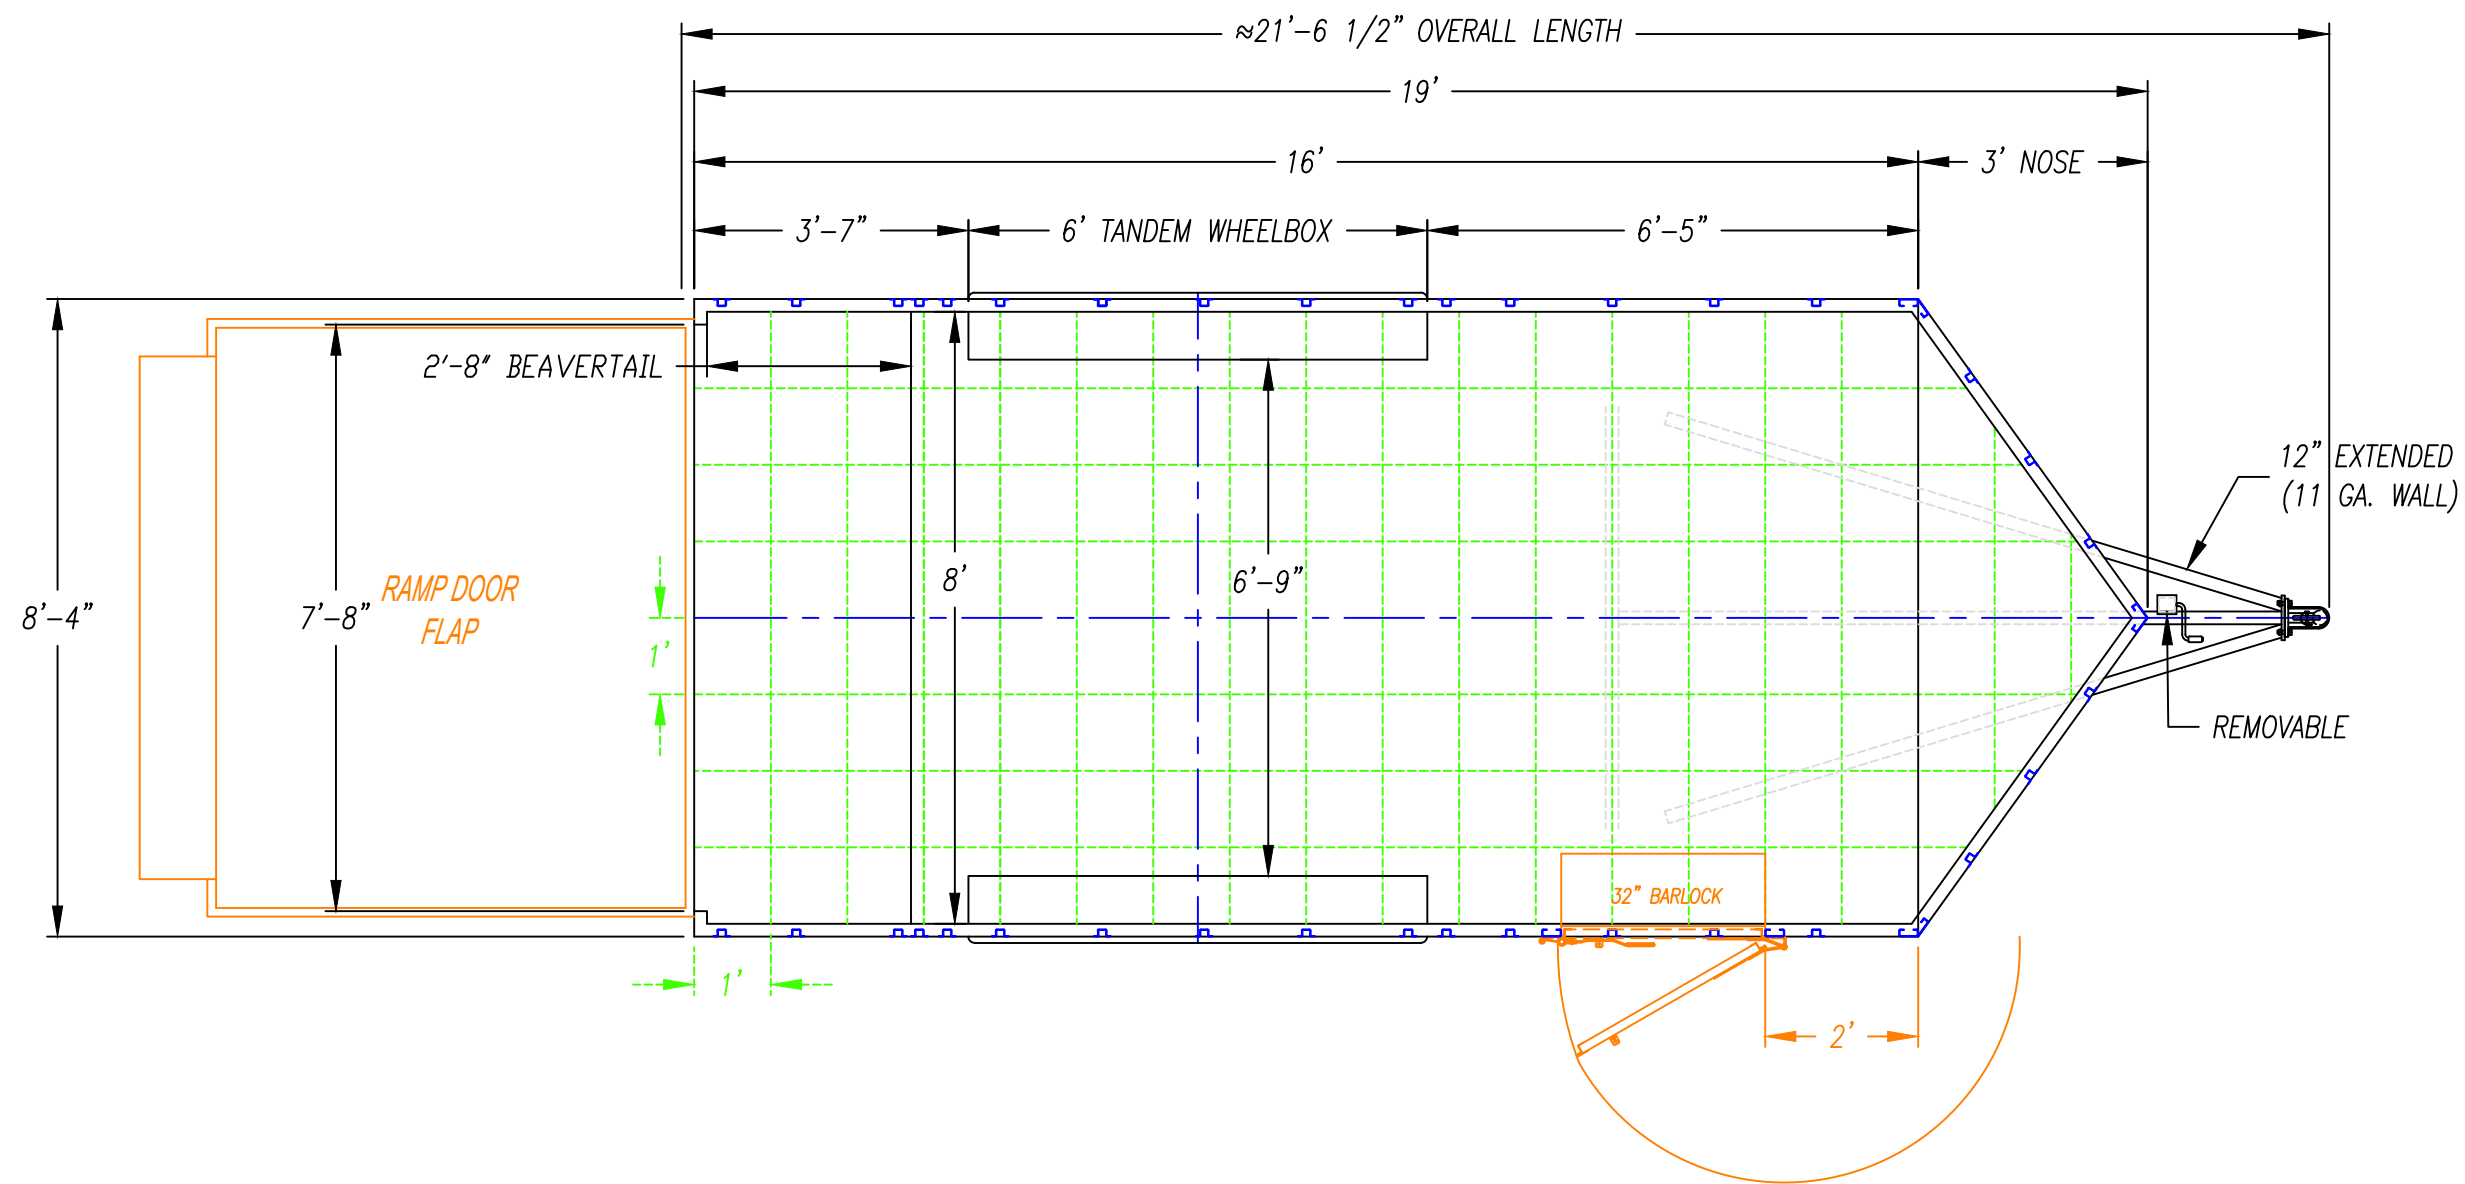 ≈21'-6 1/2" OVERALL LENGTH
19'
16'
3' NOSE
3'-7"
6' TANDEM WHEELBOX
6'-5"
2'-8" BEAVERTAIL
12" EXTENDED
(11 GA. WALL)
8'-4"
7'-8"
RAMP DOOR
FLAP
1'
8'
6'-9"
REMOVABLE
32" BARLOCK
1'
2'